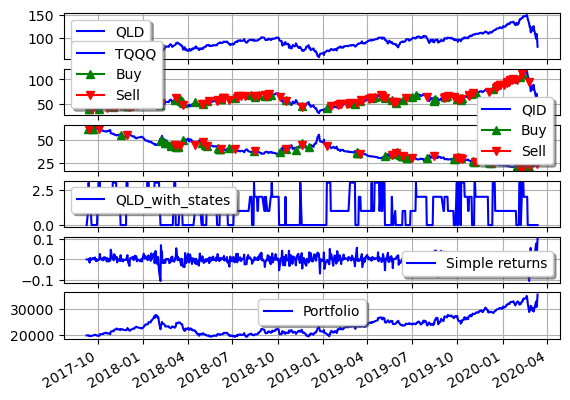 150
QLD
100
TQQQ
Buy
100
Sell
50
QID
Buy
50
Sell
25
2.5
QLD_with_states
0.0
0.1
0.0
Simple returns
−0.1
30000
Portfolio
20000
2017-10
2018-01
2018-04
2018-07
2018-10
2019-01
2019-04
2019-07
2019-10
2020-01
2020-04